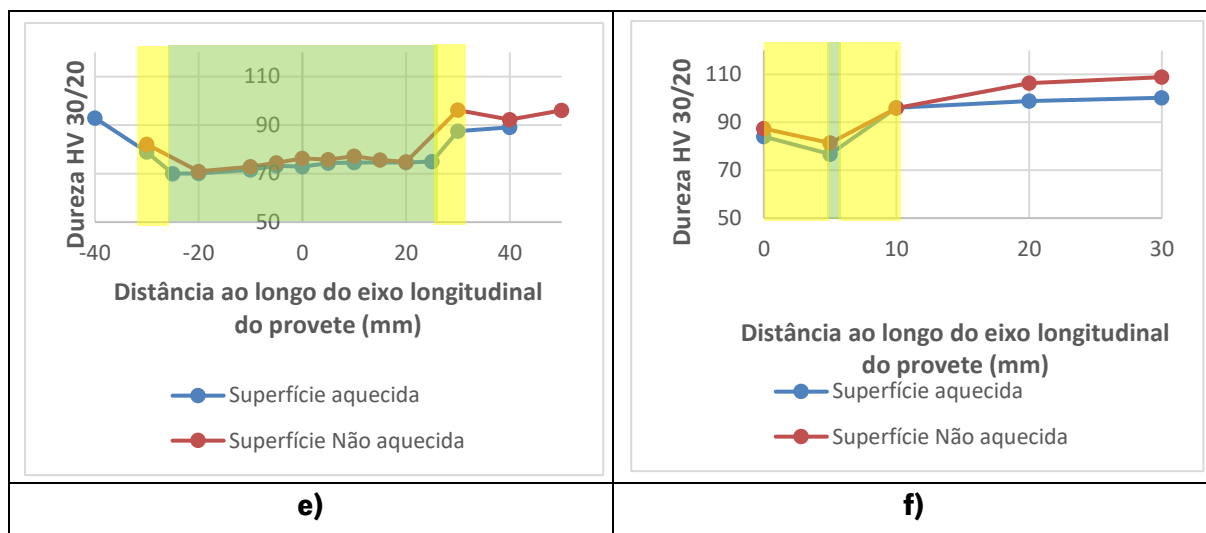 Dureza HV 30/20
110
90
70
50
-40
-20
0
20
40
Distância ao longo do eixo longitudinal
do provete (mm)
Superfície aquecida
Superfície Não aquecida
e)
Dureza HV 30/20
110
90
70
50
0
10
20
30
Distância ao longo do eixo longitudinal
do provete (mm)
Superfície aquecida
Superfície Não aquecida
f)